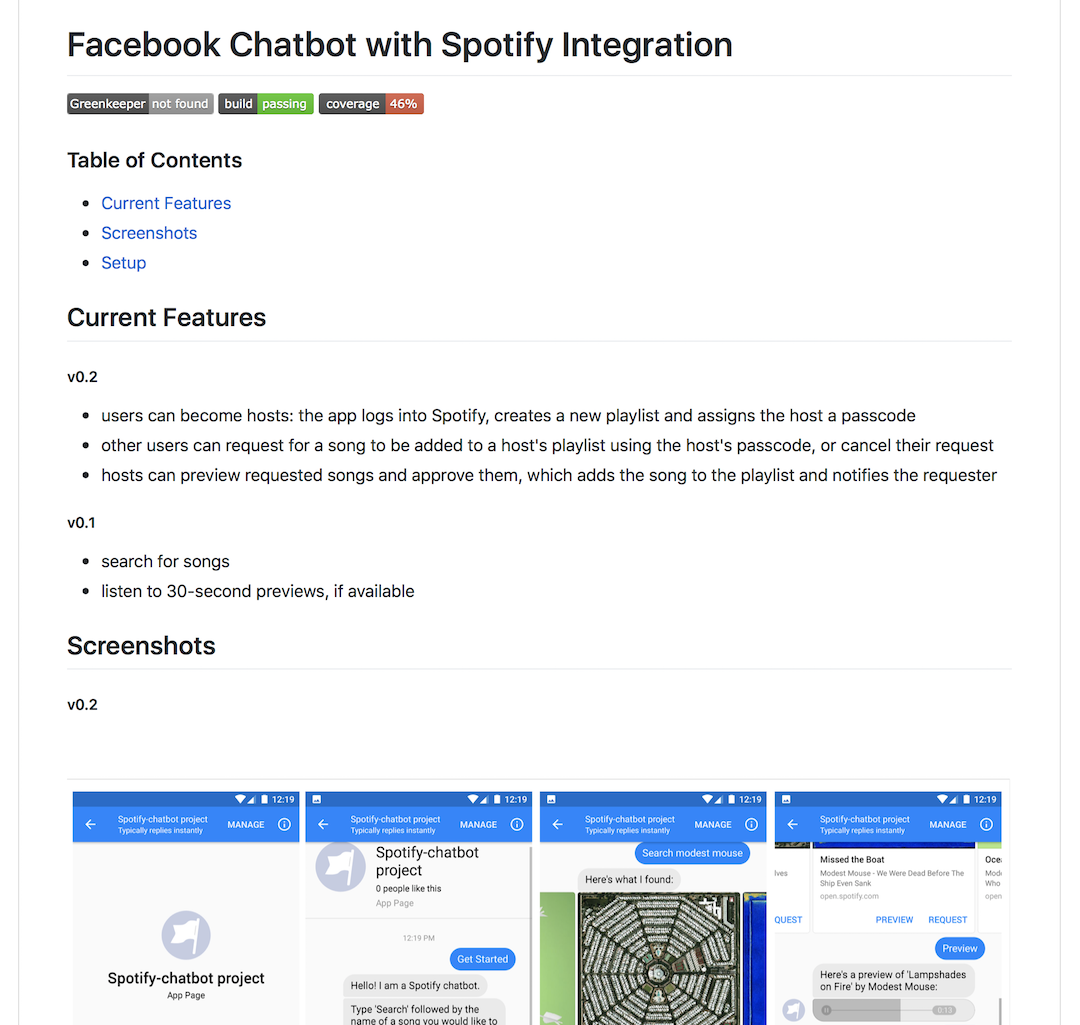 Facebook Chatbot with Spotify Integration
Greenkeeper not found build passing coverage 46%
Table of Contents
Current Features
Screenshots
Setup
Current Features
v0.2
users can become hosts: the app logs into Spotify, creates a new playlist and assigns the host a passcode
other users can request for a song to be added to a host's playlist using the host's passcode, or cancel their request
hosts can preview requested songs and approve them, which adds the song to the playlist and notifies the requester
v0.1
search for songs
listen to 30-second previews, if available
Screenshots
v0.2
12:19
Spotify-chatbot project
Typically replies instantly
MANAGE
Spotify-chatbot project
App Page
12:19
Spotify-chatbot project
Typically replies instantly
MANAGE
Spotify-chatbot
project
0 people like this
App Page
12:19 PM
Get Started
Hello! I am a Spotify chatbot.
Type 'Search' followed by the
name of a song you would like to
12:19
Spotify-chatbot project
Typically replies instantly
MANAGE
Search modest mouse
Here's what I found:
12:19
Spotify-chatbot project
Typically replies instantly
MANAGE
lves
QUEST
Missed the Boat
Modest Mouse - We Were Dead Before The
Ship Even Sank
open.spotify.com
PREVIEW REQUEST
Ocea
Mode
Who
open
Preview
Here's a preview of 'Lampshades
on Fire' by Modest Mouse:
0:19